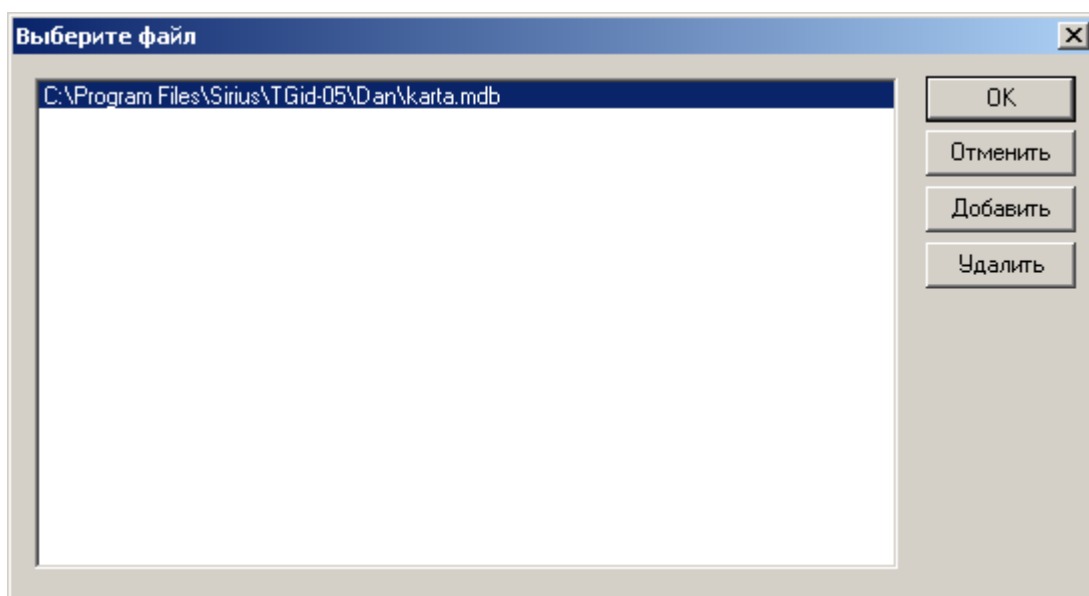 Выберите файл
C:\Program Files\Sirius\TGid-05\Dan\karta.mdb
OK
Отменить
Добавить
Удалить